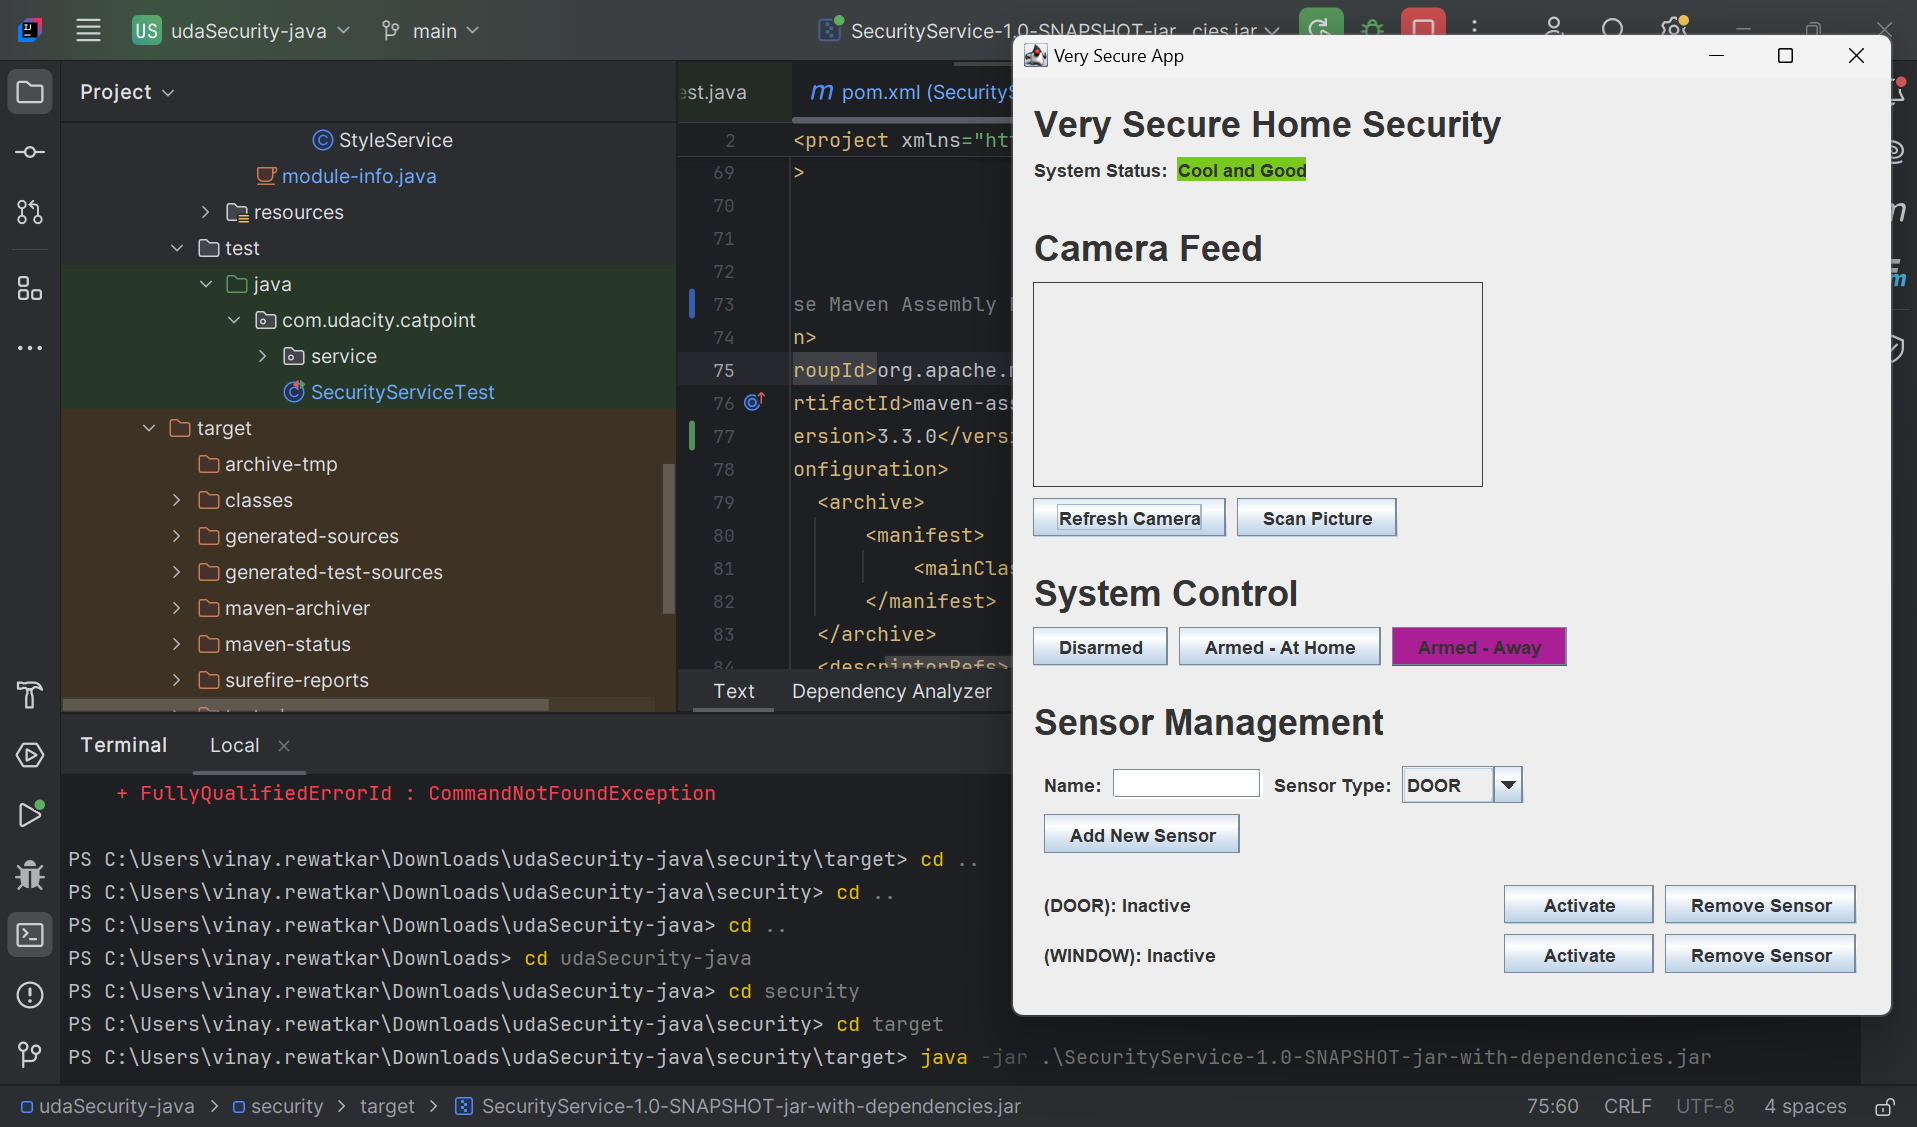 US udaSecurity-java main SecurityService-1.0-SNAPSHOT-jar cies.jar
Project
StyleService
module-info.java
resources
test
java
com.udacity.catpoint
service
SecurityServiceTest
target
archive-tmp
classes
generated-sources
generated-test-sources
maven-archiver
maven-status
surefire-reports
est.java
pom.xml (Security
2 <project xmlns="ht
69 >
70
71
72
73 se Maven Assembly
74 n>
75 roupId>org.apache.
76 rtifactId>maven-as
77 ersion>3.3.0</vers
78 onfiguration>
79 <archive>
80 <manifest>
81 <mainClas
82 </manifest>
83 </archive>
84 <descriptorRefs>
Text Dependency Analyzer
Very Secure App
Very Secure Home Security
System Status: Cool and Good
Camera Feed
Refresh Camera Scan Picture
System Control
Disarmed Armed - At Home Armed - Away
Sensor Management
Name: Sensor Type: DOOR
Add New Sensor
(DOOR): Inactive Activate Remove Sensor
(WINDOW): Inactive Activate Remove Sensor
Terminal Local
+ FullyQualifiedErrorId : CommandNotFoundException
PS C:\Users\vinay.rewatkar\Downloads\udaSecurity-java\security\target> cd ..
PS C:\Users\vinay.rewatkar\Downloads\udaSecurity-java\security> cd ..
PS C:\Users\vinay.rewatkar\Downloads\udaSecurity-java> cd ..
PS C:\Users\vinay.rewatkar\Downloads> cd udaSecurity-java
PS C:\Users\vinay.rewatkar\Downloads\udaSecurity-java> cd security
PS C:\Users\vinay.rewatkar\Downloads\udaSecurity-java\security> cd target
PS C:\Users\vinay.rewatkar\Downloads\udaSecurity-java\security\target> java -jar .\SecurityService-1.0-SNAPSHOT-jar-with-dependencies.jar
udaSecurity-java > security > target > SecurityService-1.0-SNAPSHOT-jar-with-dependencies.jar
75:60 CRLF UTF-8 4 spaces